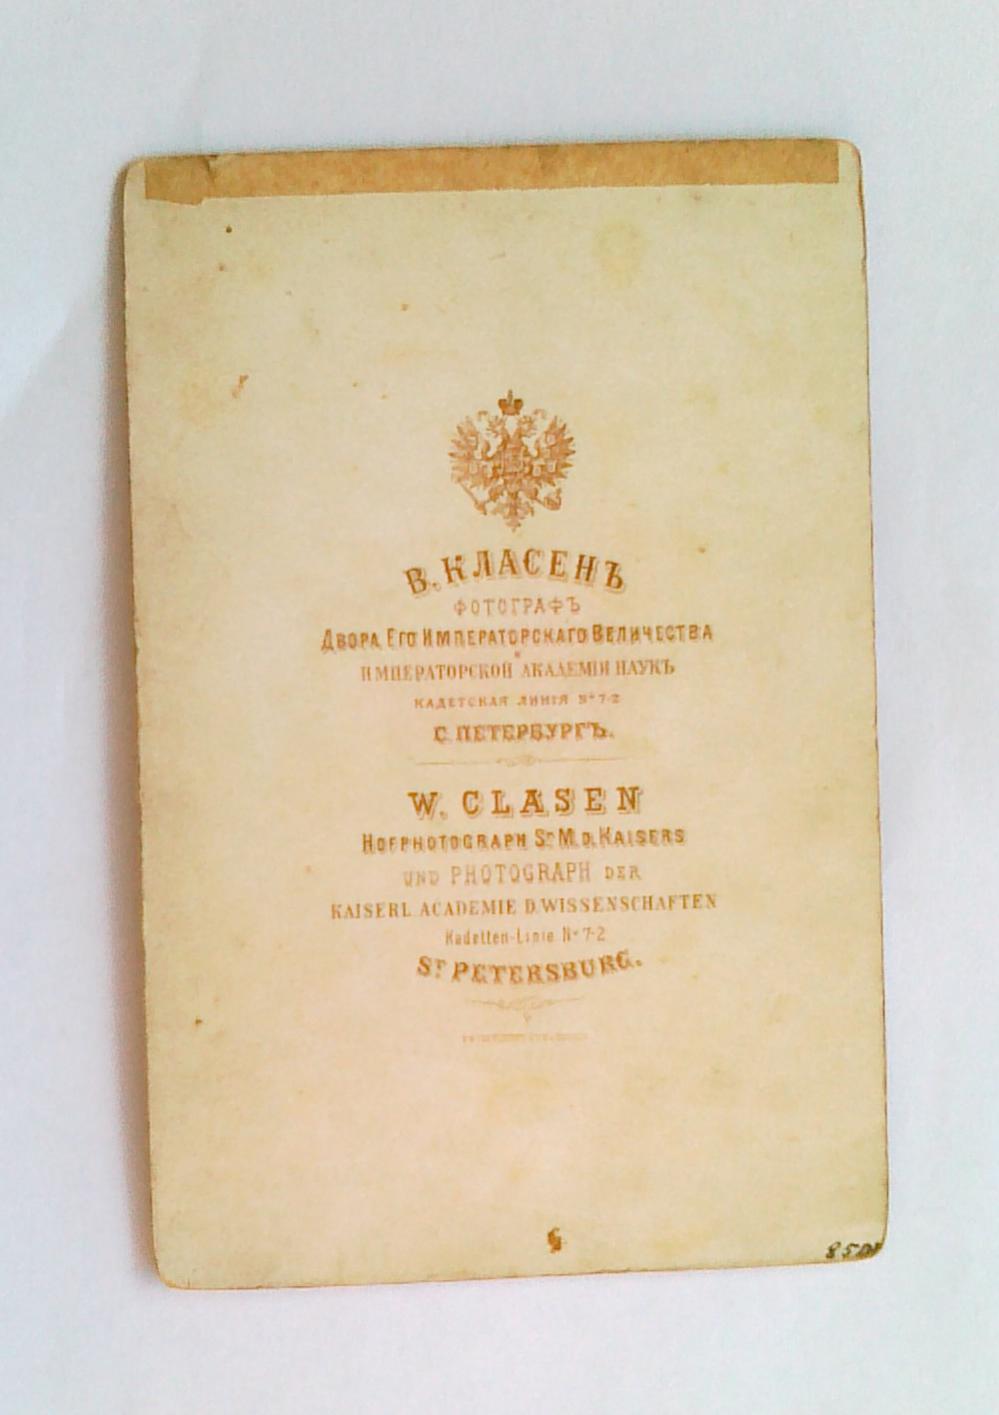 В. КЛАСЕНЪ
ФОТОГРАФЪ
ДВОРА ЕГО ИМПЕРАТОРСКАГО ВЕЛИЧЕСТВА
И
ИМПЕРАТОРСКОЙ АКАДЕМІИ НАУКЪ
КАДЕТСКАЯ ЛИНІЯ № 7-2
С. ПЕТЕРБУРГЪ.
W. CLASEN
HOFPHOTOGRAPH Sr M. D. KAISERS
UND PHOTOGRAPH DER
KAISERL. ACADEMIE D. WISSENSCHAFTEN
Kadetten-Linie No 7-2
St PETERSBURG.